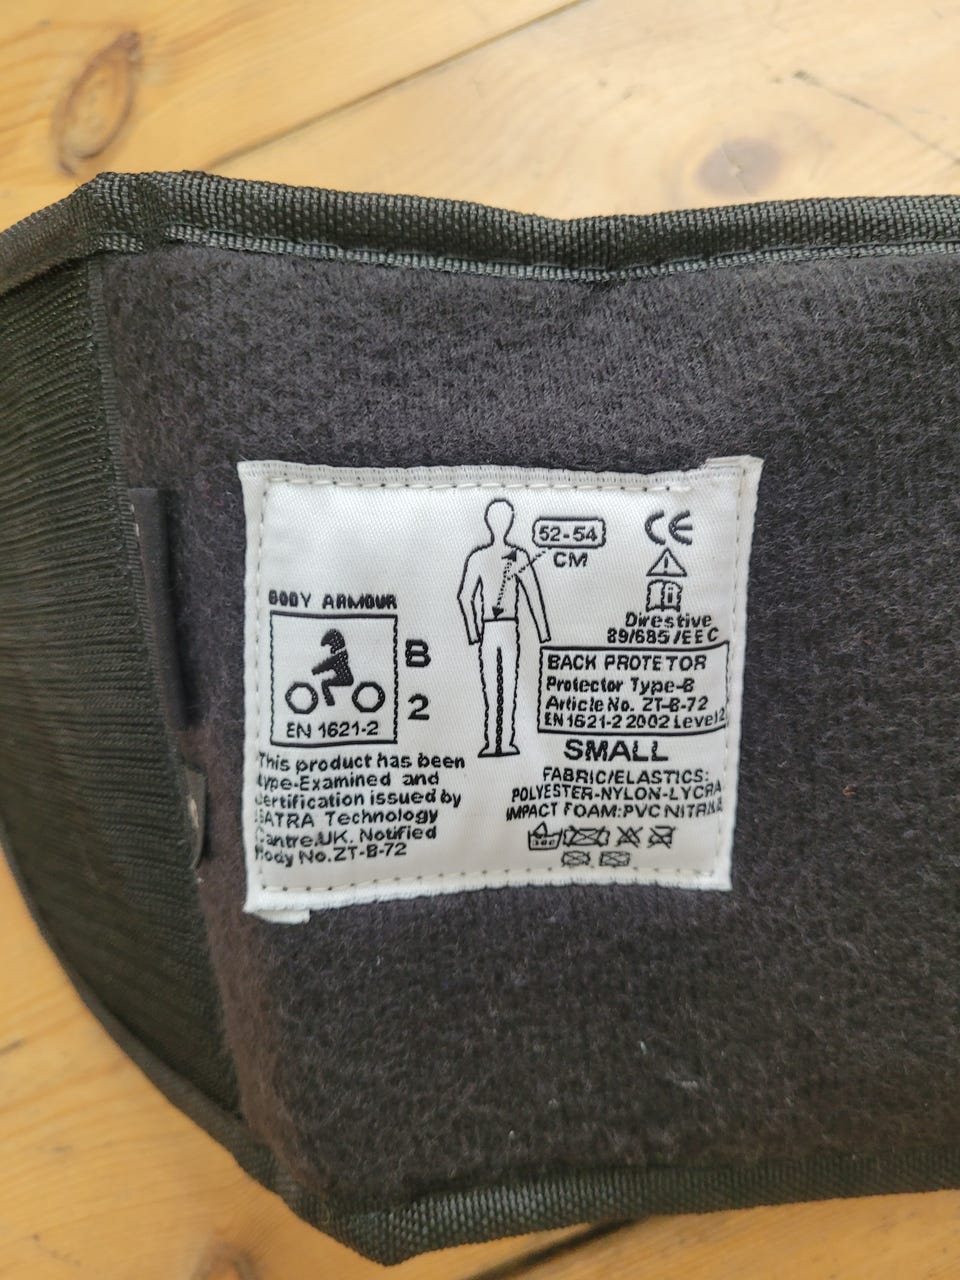 52-54
CM
CE
Direstive
89/685/EEC
BODY ARMOUR
B
2
EN 1621-2
BACK PROTETOR
Protector Type-B
Article No. ZT-B-72
EN 1621-2 2002 Level2
SMALL
FABRIC/ELASTICS:
POLYESTER-NYLON-LYCRA
IMPACT FOAM:PVC NITRILE
This product has been
type-Examined and
certification issued by
SATRA Technology
Cantre.UK. Notified
Body No.ZT-B-72